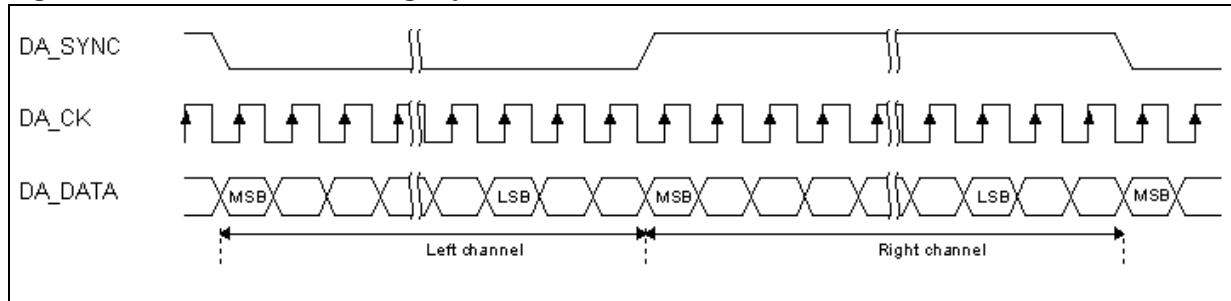 DA_SYNC
DA_CK
DA_DATA MSB LSB MSB LSB MSB
Left channel Right channel